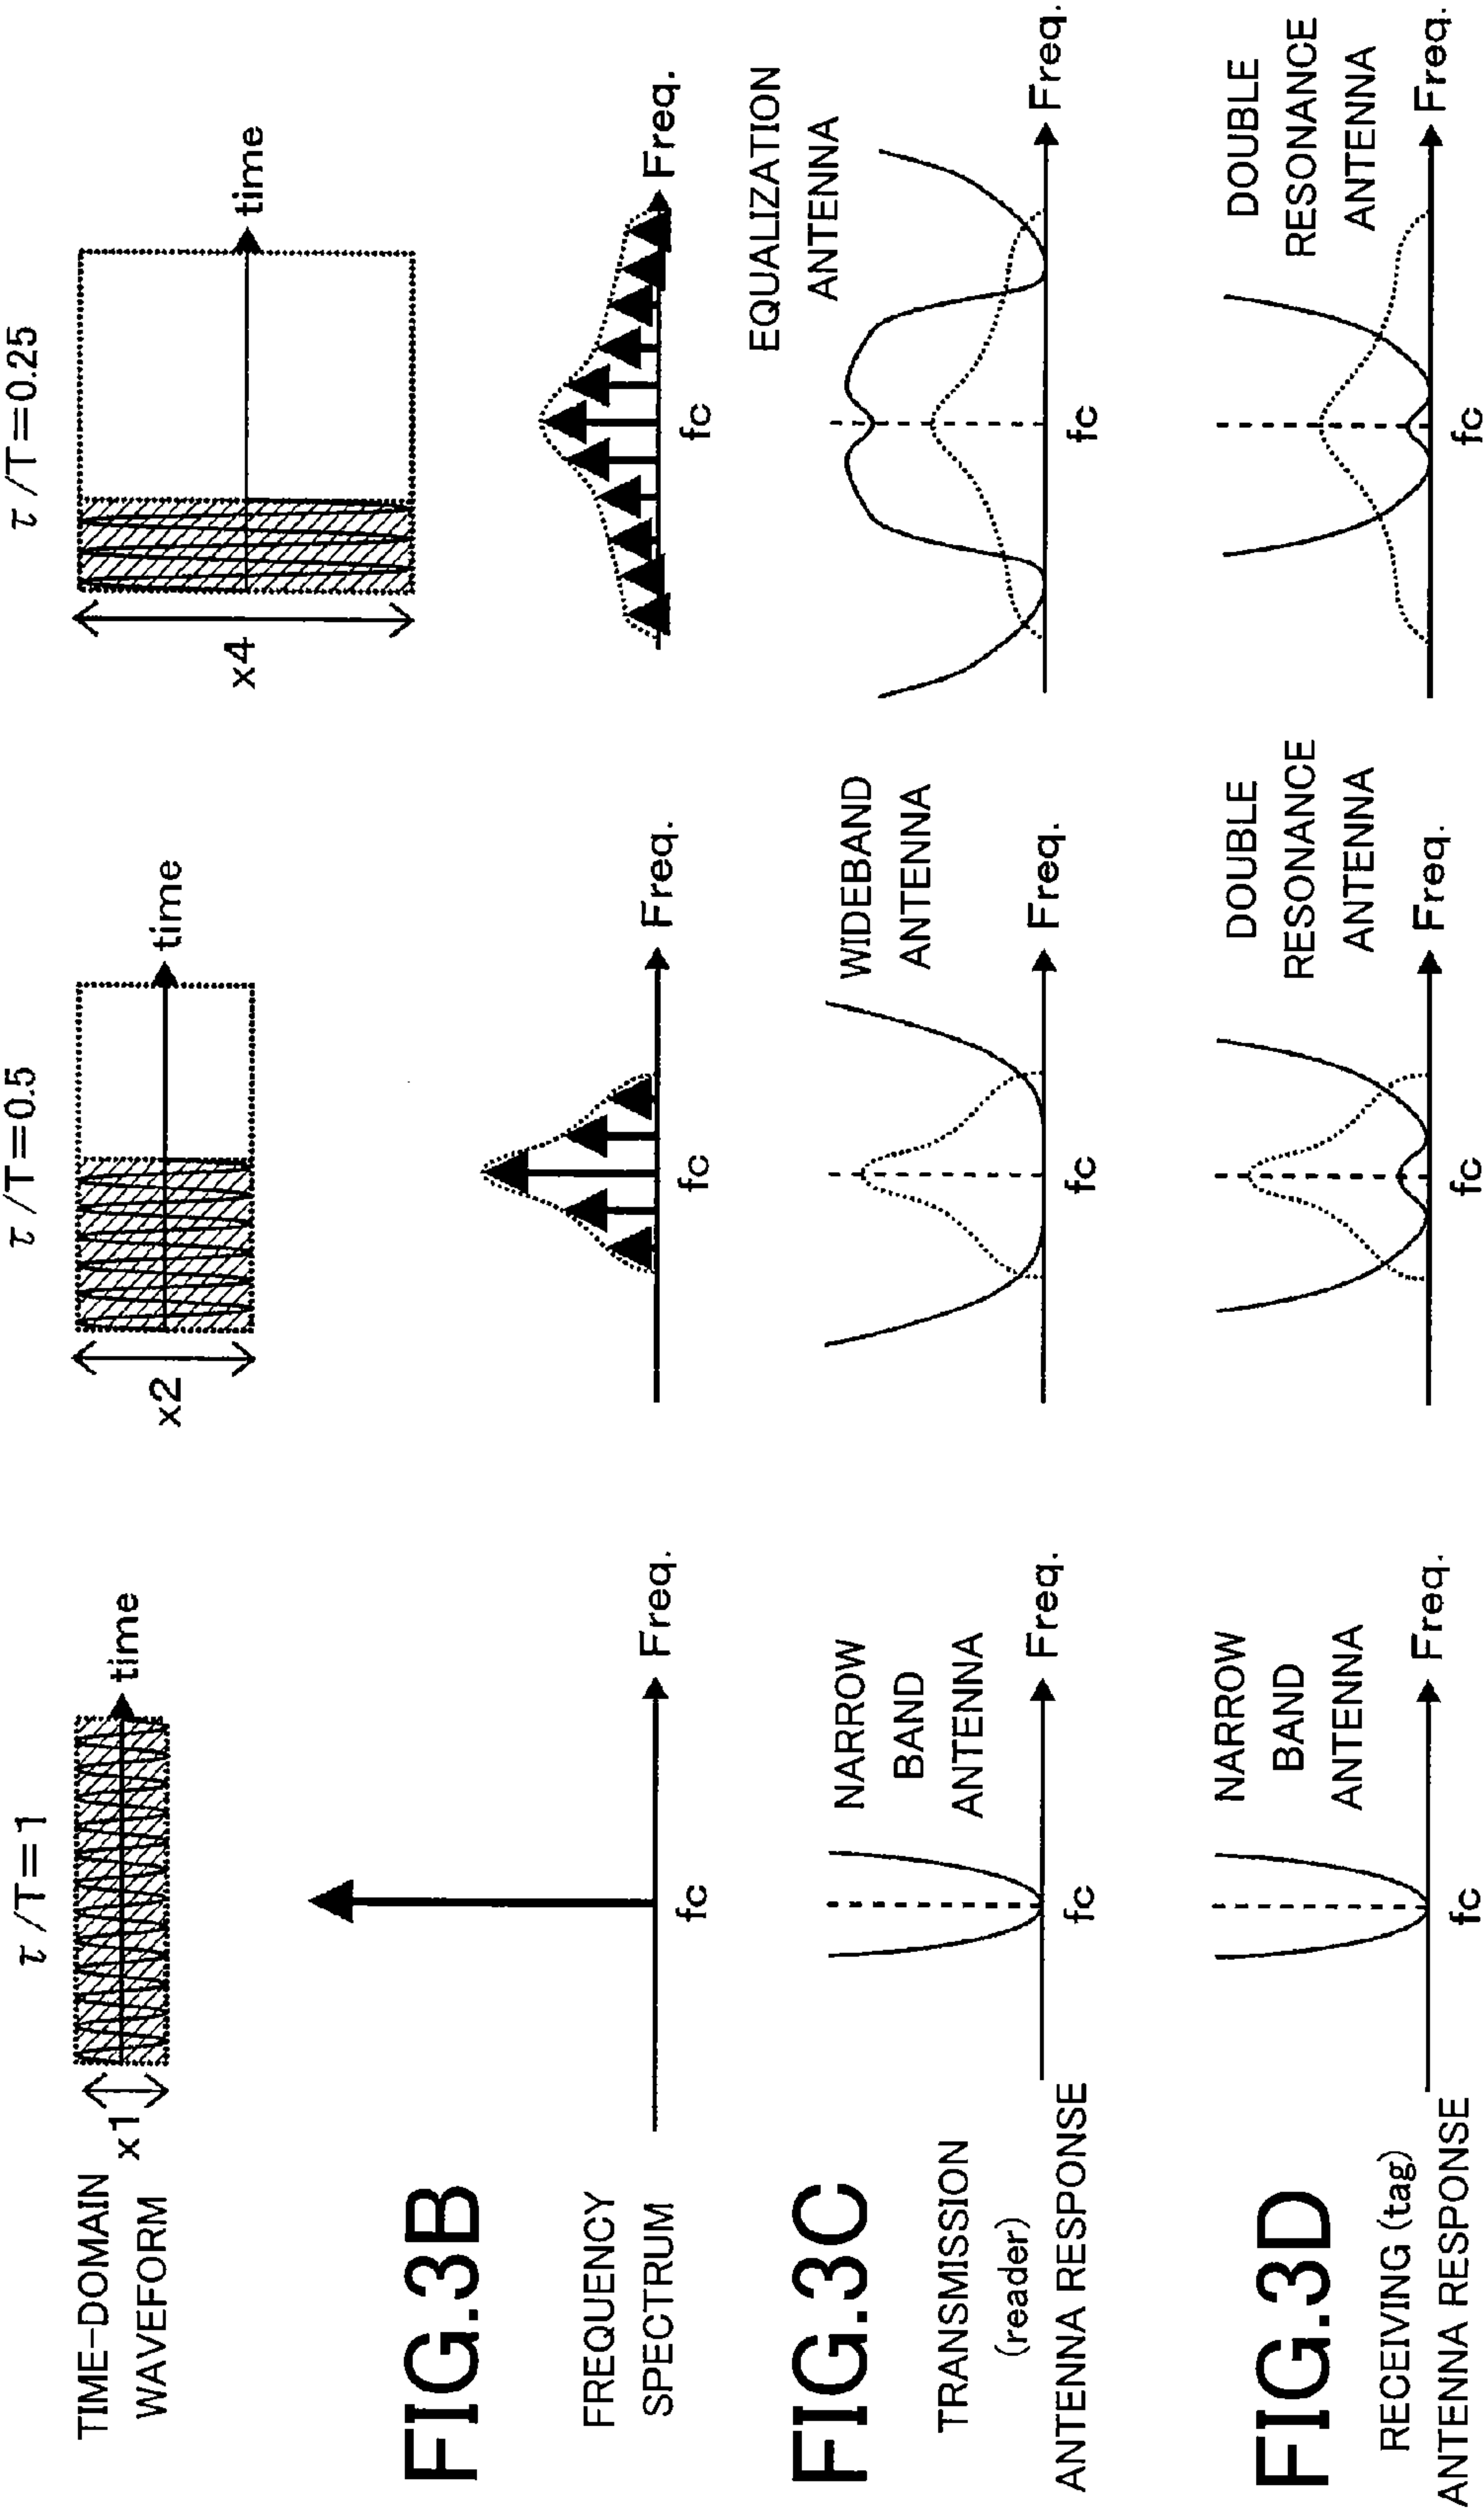 τ/T=1
τ/T=0.5
τ/T=0.25
TIME-DOMAIN
WAVEFORM
x1
time
x2
time
x4
time
FIG.3B
FREQUENCY
SPECTRUM
fc
Freq.
fc
Freq.
fc
Freq.
FIG.3C
TRANSMISSION
(reader)
ANTENNA RESPONSE
NARROW
BAND
ANTENNA
fc
Freq.
WIDEBAND
ANTENNA
fc
Freq.
EQUALIZATION
ANTENNA
fc
Freq.
FIG.3D
RECEIVING (tag)
ANTENNA RESPONSE
NARROW
BAND
ANTENNA
fc
Freq.
DOUBLE
RESONANCE
ANTENNA
fc
Freq.
DOUBLE
RESONANCE
ANTENNA
fc
Freq.